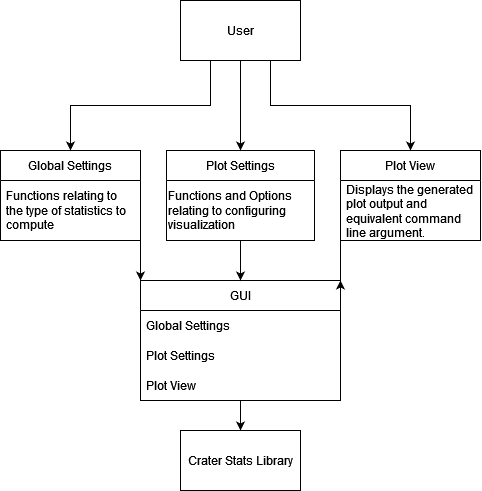 User
Global Settings
Functions relating to
the type of statistics to
compute
Plot Settings
Functions and Options
relating to configuring
visualization
Plot View
Displays the generated
plot output and
equivalent command
line argument.
GUI
Global Settings
Plot Settings
Plot View
Crater Stats Library